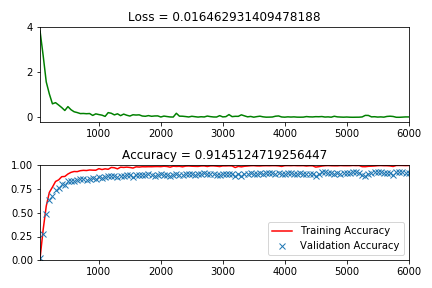 Loss = 0.016462931409478188
4
2
0
1000 2000 3000 4000 5000 6000
Accuracy = 0.9145124719256447
1.00
0.75
0.50
0.25
0.00
Training Accuracy
Validation Accuracy
1000 2000 3000 4000 5000 6000